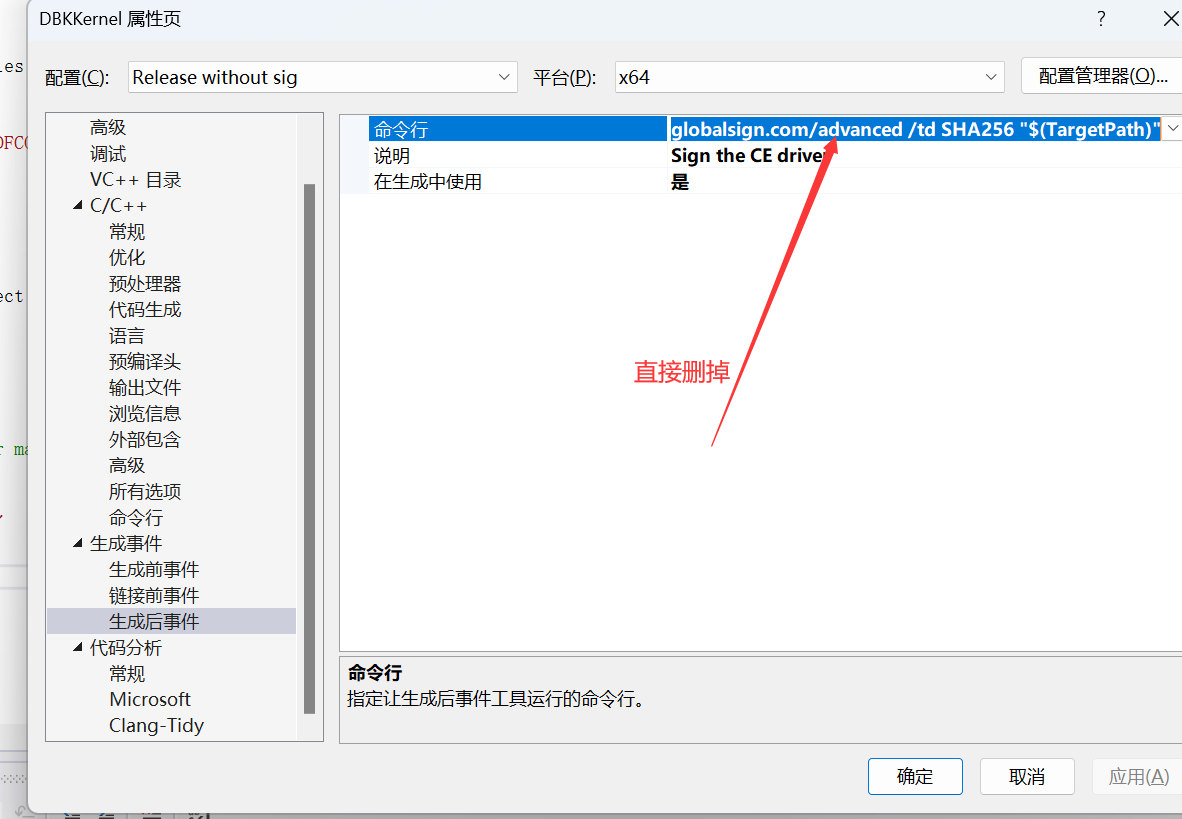 DBKKernel 属性页
?
配置(C):
Release without sig
平台(P):
x64
配置管理器(O)...
高级
调试
VC++ 目录
C/C++
常规
优化
预处理器
代码生成
语言
预编译头
输出文件
浏览信息
外部包含
高级
所有选项
命令行
生成事件
生成前事件
链接前事件
生成后事件
代码分析
常规
Microsoft
Clang-Tidy
命令行
globalsign.com/advanced /td SHA256 "$(TargetPath)"
说明
Sign the CE driver
在生成中使用
是
直接删掉
命令行
指定让生成后事件工具运行的命令行。
确定
取消
应用(A)